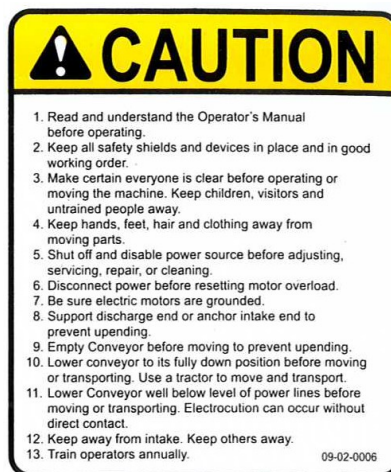 CAUTION
1. Read and understand the Operator's Manual
before operating.
2. Keep all safety shields and devices in place and in good
working order.
3. Make certain everyone is clear before operating or
moving the machine. Keep children, visitors and
untrained people away.
4. Keep hands, feet, hair and clothing away from
moving parts.
5. Shut off and disable power source before adjusting,
servicing, repair, or cleaning.
6. Disconnect power before resetting motor overload.
7. Be sure electric motors are grounded.
8. Support discharge end or anchor intake end to
prevent upending.
9. Empty Conveyor before moving to prevent upending.
10. Lower conveyor to its fully down position before moving
or transporting. Use a tractor to move and transport.
11. Lower Conveyor well below level of power lines before
moving or transporting. Electrocution can occur without
direct contact.
12. Keep away from intake. Keep others away.
13. Train operators annually. 09-02-0006